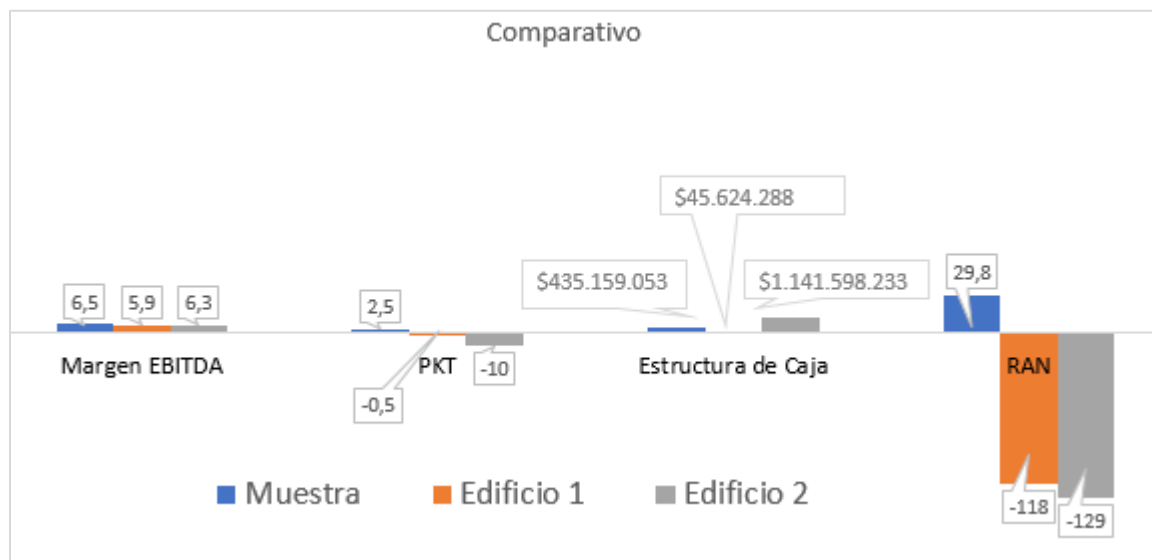 Comparativo
$45.624.288
$435.159.053
$1.141.598.233
29,8
6,5
5,9
6,3
2,5
Margen EBITDA
PKT
Estructura de Caja
RAN
-0,5
-10
Muestra
Edificio 1
Edificio 2
-118
-129